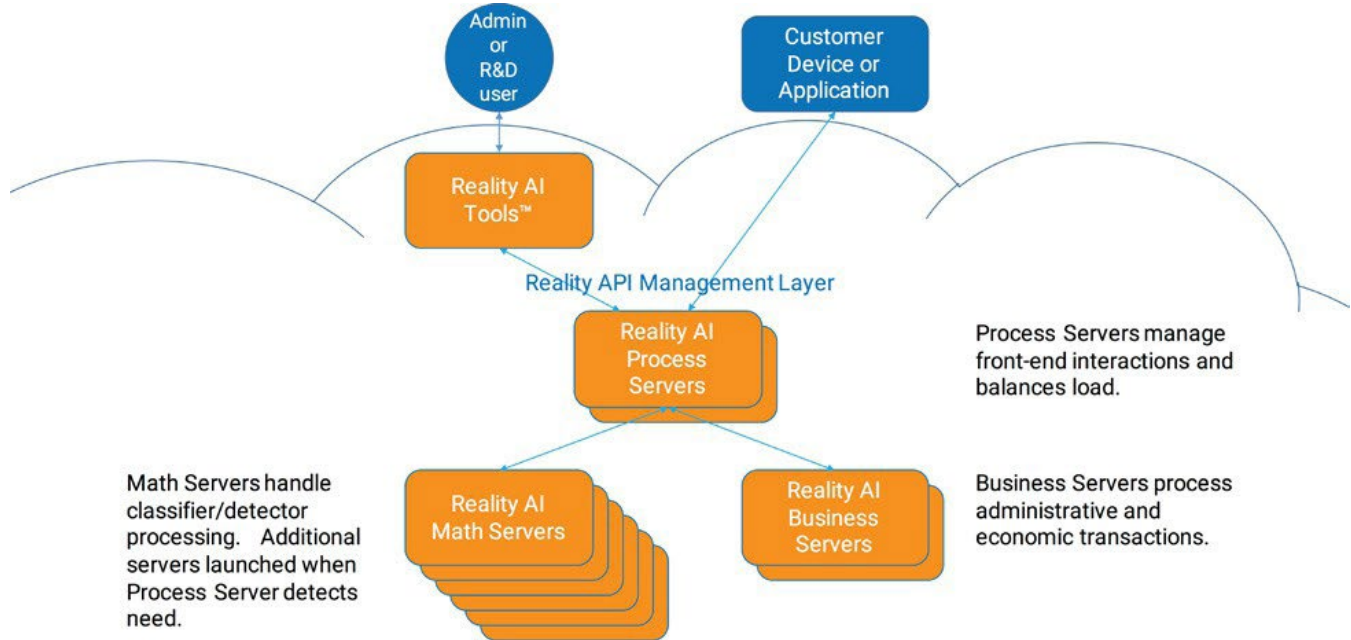 Admin
or
R&D
user
Customer
Device or
Application
Reality AI
Tools™
Reality API Management Layer
Reality AI
Process
Servers
Process Servers manage
front-end interactions and
balances load.
Math Servers handle
classifier/detector
processing. Additional
servers launched when
Process Server detects
need.
Reality AI
Math Servers
Reality AI
Business
Servers
Business Servers process
administrative and
economic transactions.